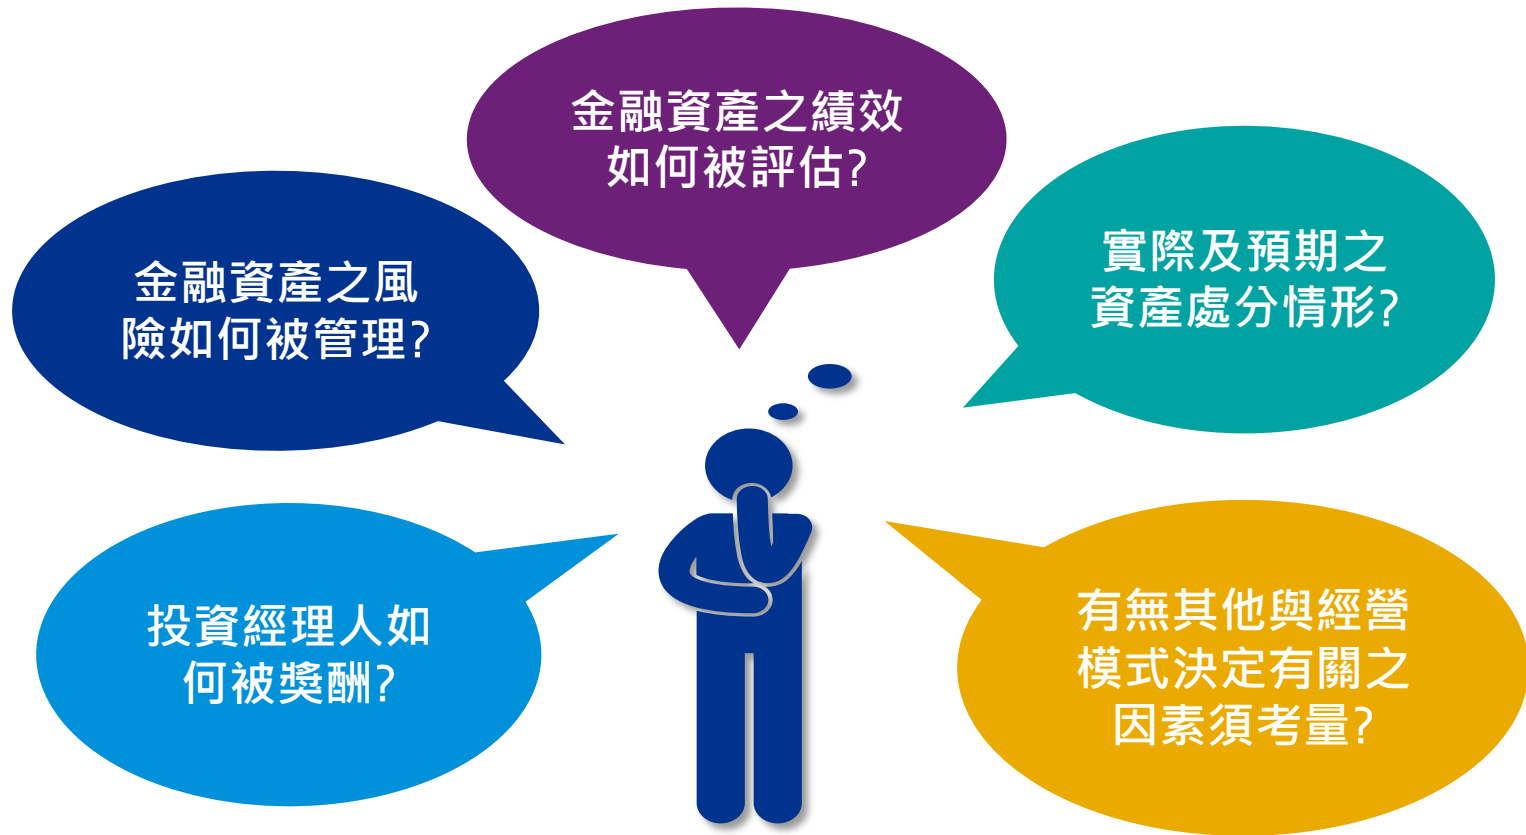 金融資產之績效
如何被評估?
金融資產之風
險如何被管理?
實際及預期之
資產處分情形?
投資經理人如
何被獎酬?
有無其他與經營
模式決定有關之
因素須考量?